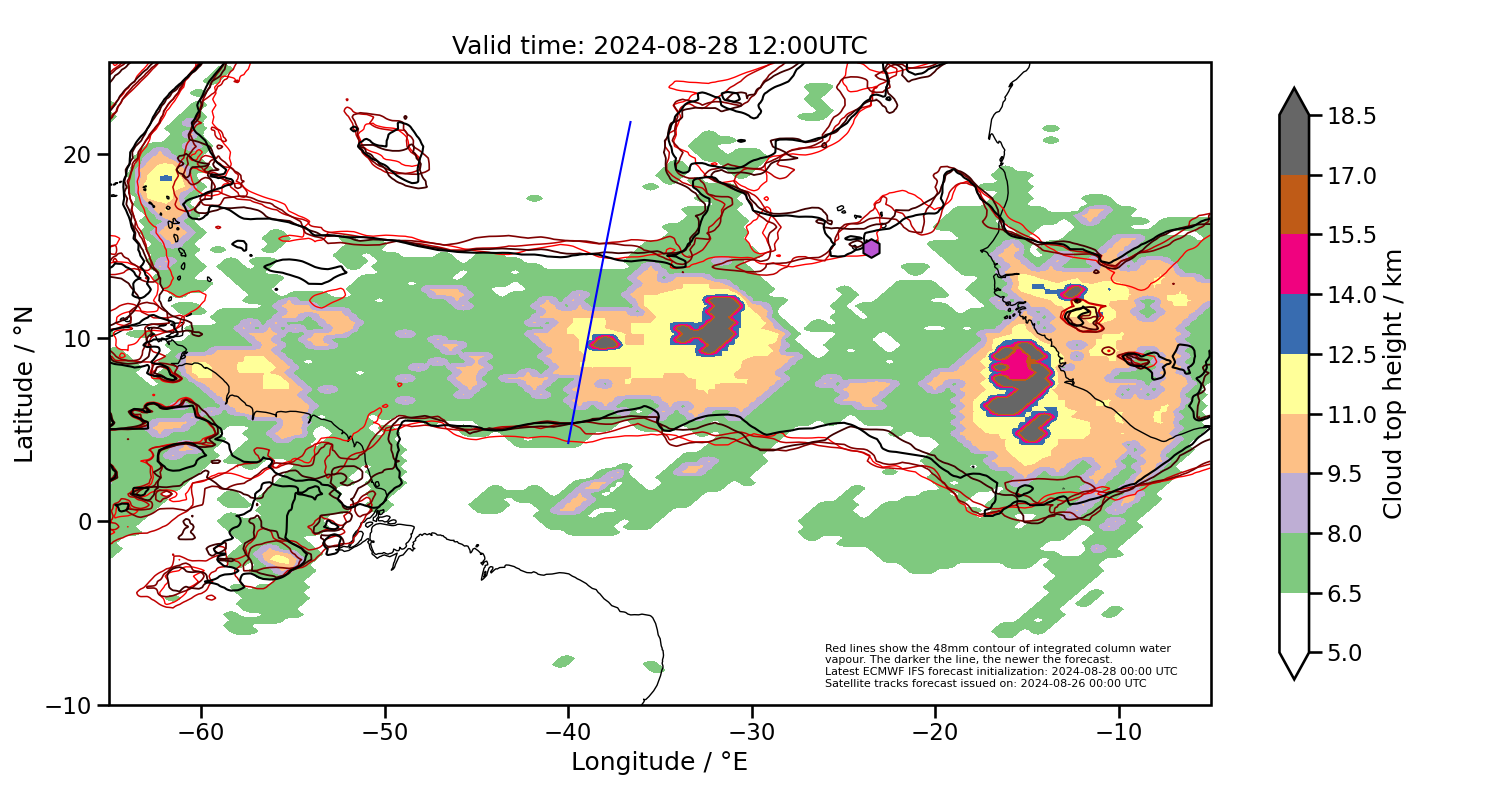 Valid time: 2024-08-28 12:00UTC
20
10
0
−10
Latitude / °N
−60
−50
−40
−30
−20
−10
Longitude / °E
Red lines show the 48mm contour of integrated column water
vapour. The darker the line, the newer the forecast.
Latest ECMWF IFS forecast initialization: 2024-08-28 00:00 UTC
Satellite tracks forecast issued on: 2024-08-26 00:00 UTC
18.5
17.0
15.5
14.0
12.5
11.0
9.5
8.0
6.5
5.0
Cloud top height / km